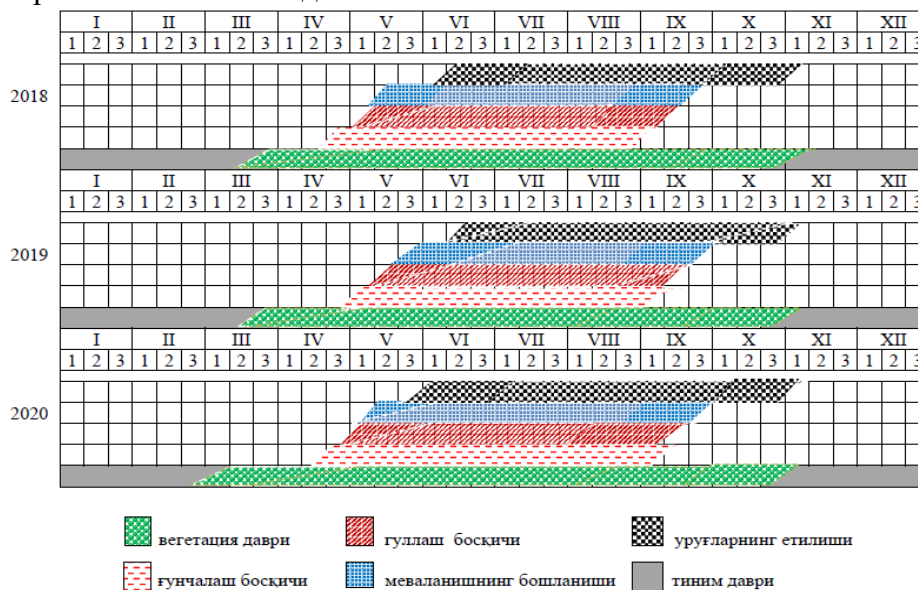 I II III IV V VI VII VIII IX X XI XII
1 2 3 1 2 3 1 2 3 1 2 3 1 2 3 1 2 3 1 2 3 1 2 3 1 2 3 1 2 3 1 2 3 1 2 3
2018
I II III IV V VI VII VIII IX X XI XII
1 2 3 1 2 3 1 2 3 1 2 3 1 2 3 1 2 3 1 2 3 1 2 3 1 2 3 1 2 3 1 2 3 1 2 3
2019
I II III IV V VI VII VIII IX X XI XII
1 2 3 1 2 3 1 2 3 1 2 3 1 2 3 1 2 3 1 2 3 1 2 3 1 2 3 1 2 3 1 2 3 1 2 3
2020
вегетация даври гуллаш босқичи уруғларнинг етилиши
ғунчалаш босқичи меваланишнинг бошланиши тиним даври